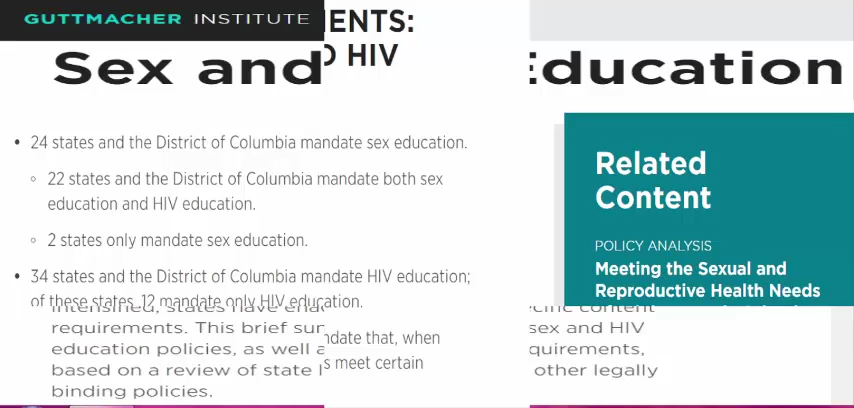 GUTTMACHER INSTITUTE
ENTS:
HIV
Sex and
Education
• 24 states and the District of Columbia mandate sex education.
◦ 22 states and the District of Columbia mandate both sex
education and HIV education.
◦ 2 states only mandate sex education.
• 34 states and the District of Columbia mandate HIV education;
of these states, 12 mandate only HIV education.
Related
Content
POLICY ANALYSIS
Meeting the Sexual and
Reproductive Health Needs
intensified, states have
content
requirements. This brief
date that, when
sex and HIV
education policies, as well
quirements,
based on a review of state
s meet certain
other legally
binding policies.